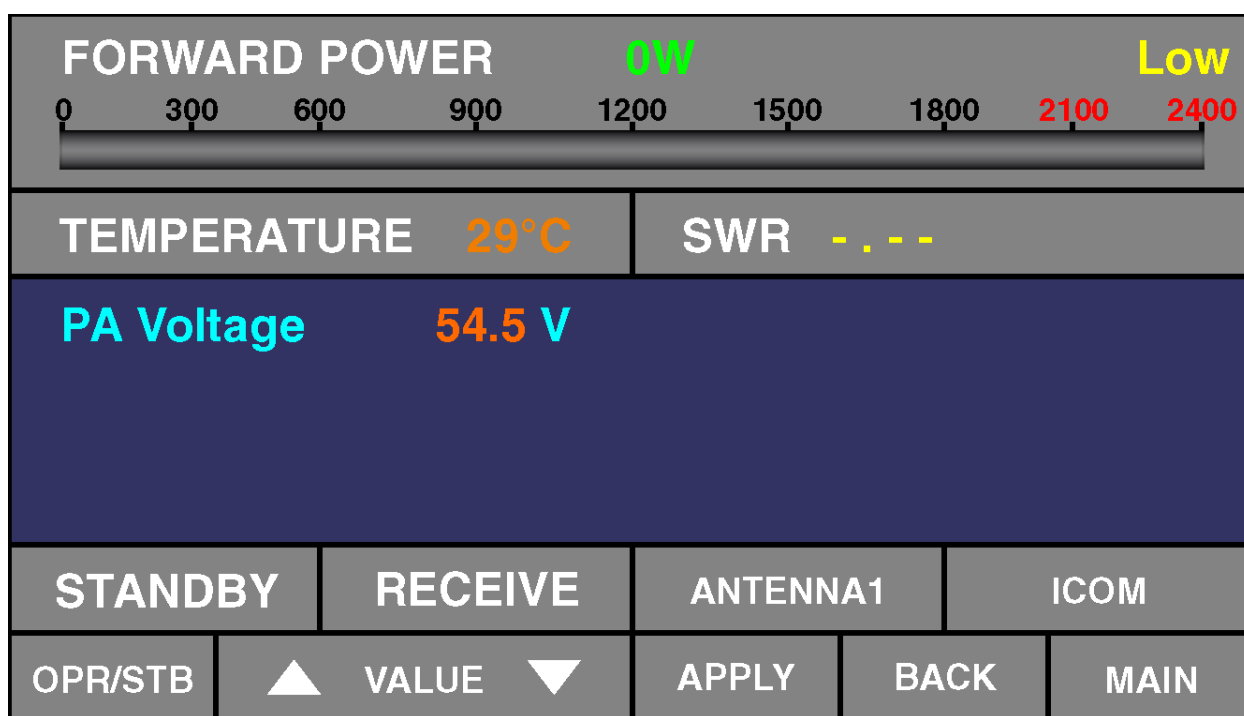 FORWARD POWER 0W Low
0 300 600 900 1200 1500 1800 2100 2400
TEMPERATURE 29°C SWR -.--
PA Voltage 54.5 V
STANDBY RECEIVE ANTENNA1 ICOM
OPR/STB ▲ VALUE ▼ APPLY BACK MAIN